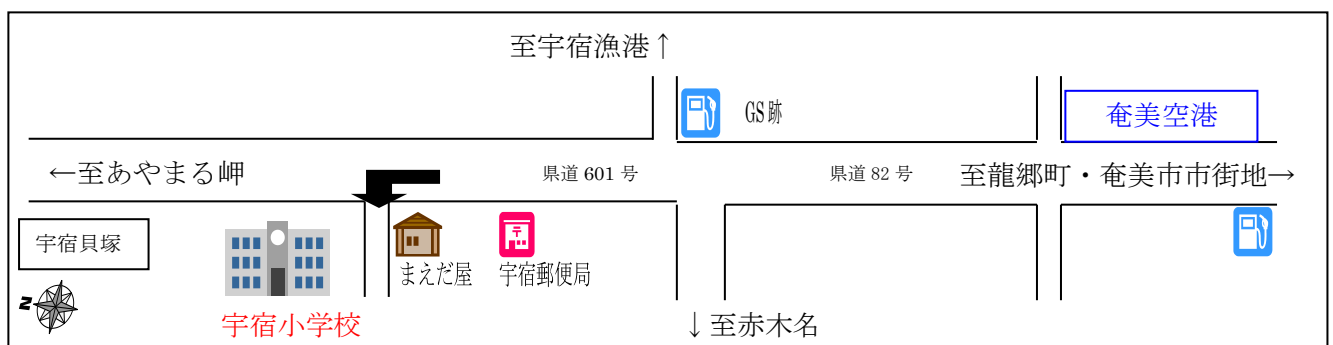 至宇宿漁港↑
GS跡
奄美空港
←至あやまる岬
県道 601 号
県道 82 号
至龍郷町・奄美市市街地→
宇宿貝塚
まえだ屋
宇宿郵便局
N
宇宿小学校
↓至赤木名